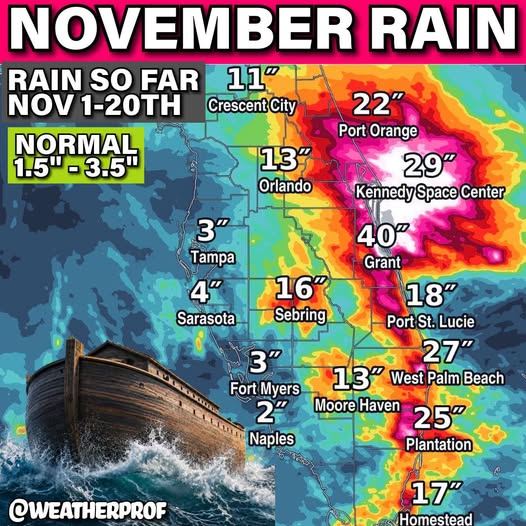 NOVEMBER RAIN
RAIN SO FAR
NOV 1-20TH
NORMAL
1.5" - 3.5"
11"
Crescent City
22"
Port Orange
13"
Orlando
29"
Kennedy Space Center
3"
Tampa
40"
Grant
4"
Sarasota
16"
Sebring
18"
Port St. Lucie
3"
Fort Myers
13"
Moore Haven
27"
West Palm Beach
2"
Naples
25"
Plantation
17"
Homestead
@WEATHERPROF